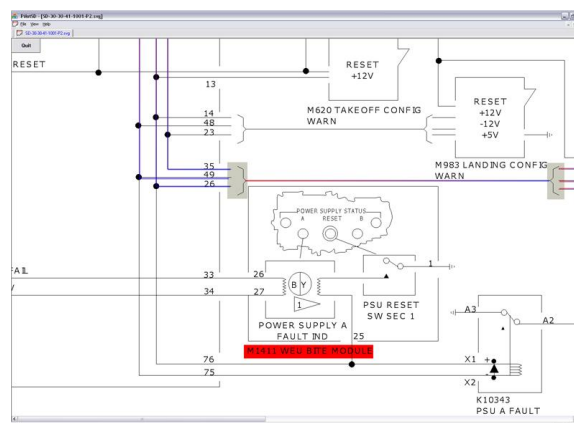 PilotSD - [SD-30-30-41-1001-P2.svg]
File View Help
SD-30-30-41-1001-P2.svg
Quit
RESET
RESET
+12V
13
M620 TAKEOFF CONFIG
WARN
14
48
23
RESET
+12V
-12V
+5V
M983 LANDING CONFIG
WARN
35
49
26
POWER SUPPLY STATUS
A RESET B
FAIL
33
26
B Y
1
34
27
1
PSU RESET
SW SEC 1
POWER SUPPLY A
FAULT IND
25
M1411 WEU BITE MODULE
A3
A2
76
75
X1 +
X2 -
K10343
PSU A FAULT